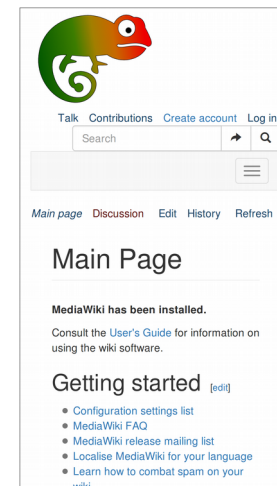 Talk Contributions Create account Log in
Search
Main page Discussion Edit History Refresh
Main Page
MediaWiki has been installed.
Consult the User's Guide for information on
using the wiki software.
Getting started [edit]
Configuration settings list
MediaWiki FAQ
MediaWiki release mailing list
Localise MediaWiki for your language
Learn how to combat spam on your
wiki